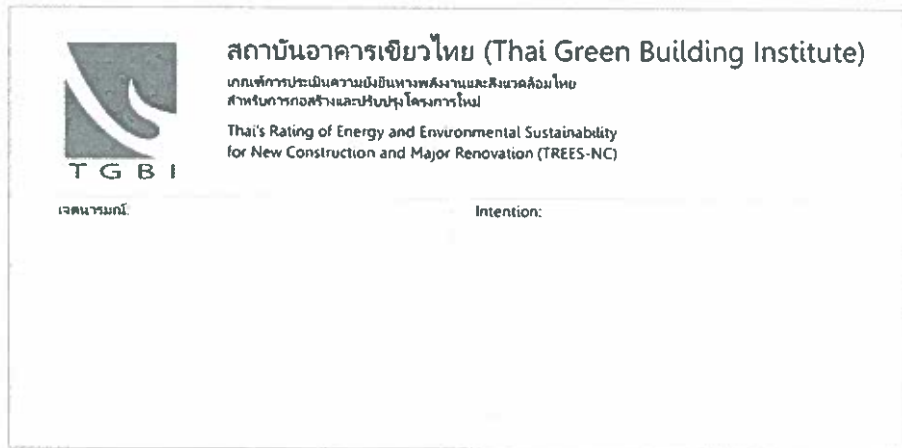 สถาบันอาคารเขียวไทย (Thai Green Building Institute)
เกณฑ์การประเมินความยั่งยืนทางพลังงานและสิ่งแวดล้อมไทย
สำหรับการก่อสร้างและปรับปรุงโครงการใหม่
Thai's Rating of Energy and Environmental Sustainability
for New Construction and Major Renovation (TREES-NC)
TGBI
เจตนารมณ์:
Intention: